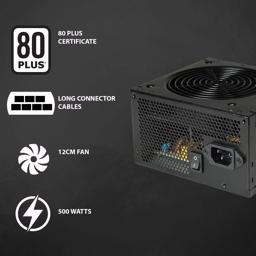 80
PLUS
80 PLUS
CERTIFICATE
LONG CONNECTOR
CABLES
12CM FAN
500 WATTS